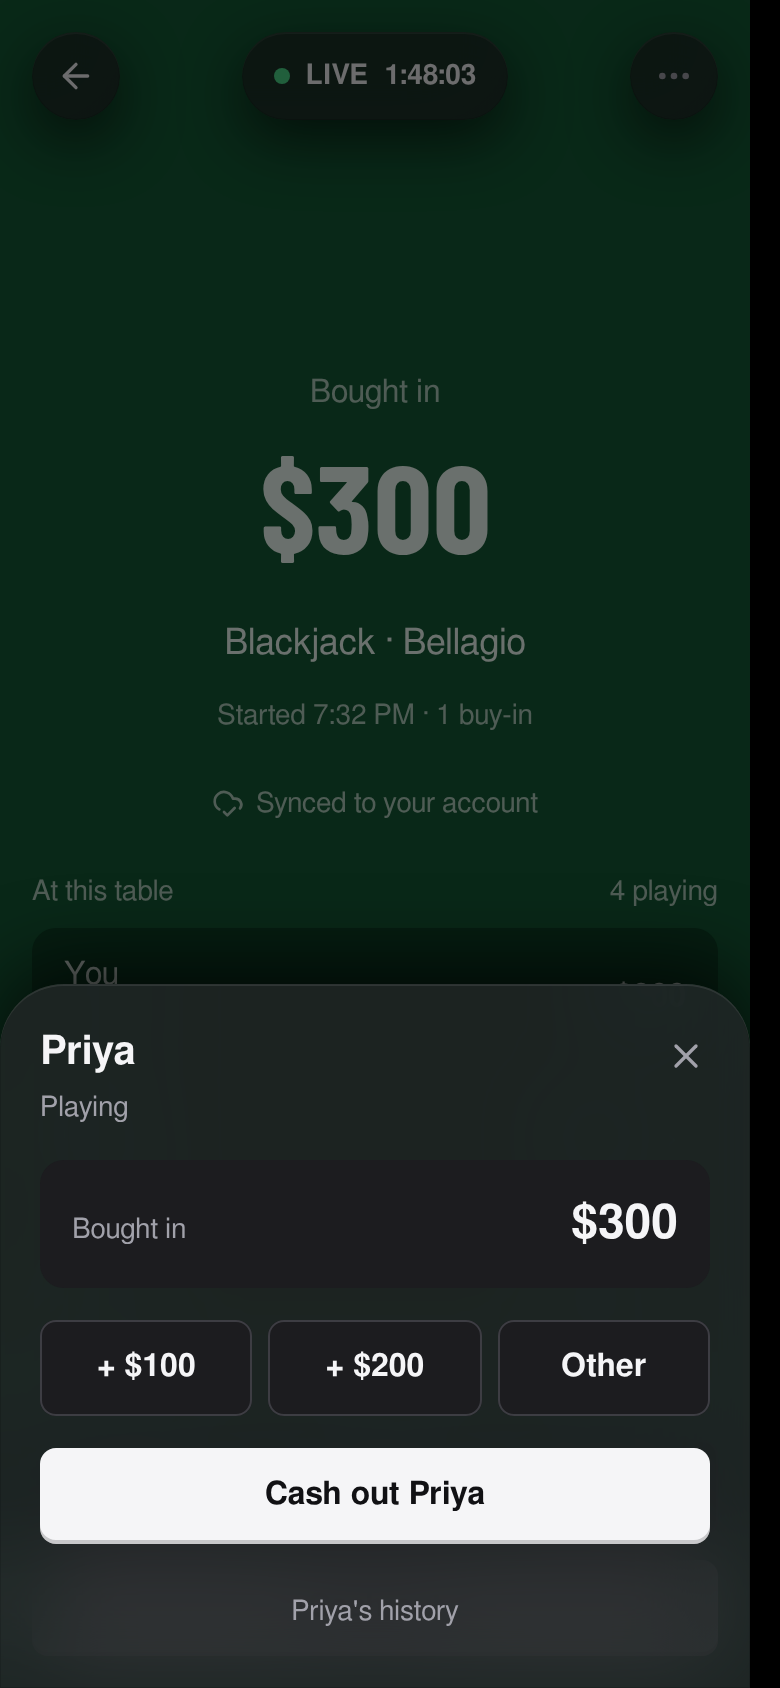 LIVE 1:48:03
Bought in
$300
Blackjack · Bellagio
Started 7:32 PM · 1 buy-in
Synced to your account
At this table
4 playing
You
Priya
Playing
Bought in
$300
+ $100
+ $200
Other
Cash out Priya
Priya's history